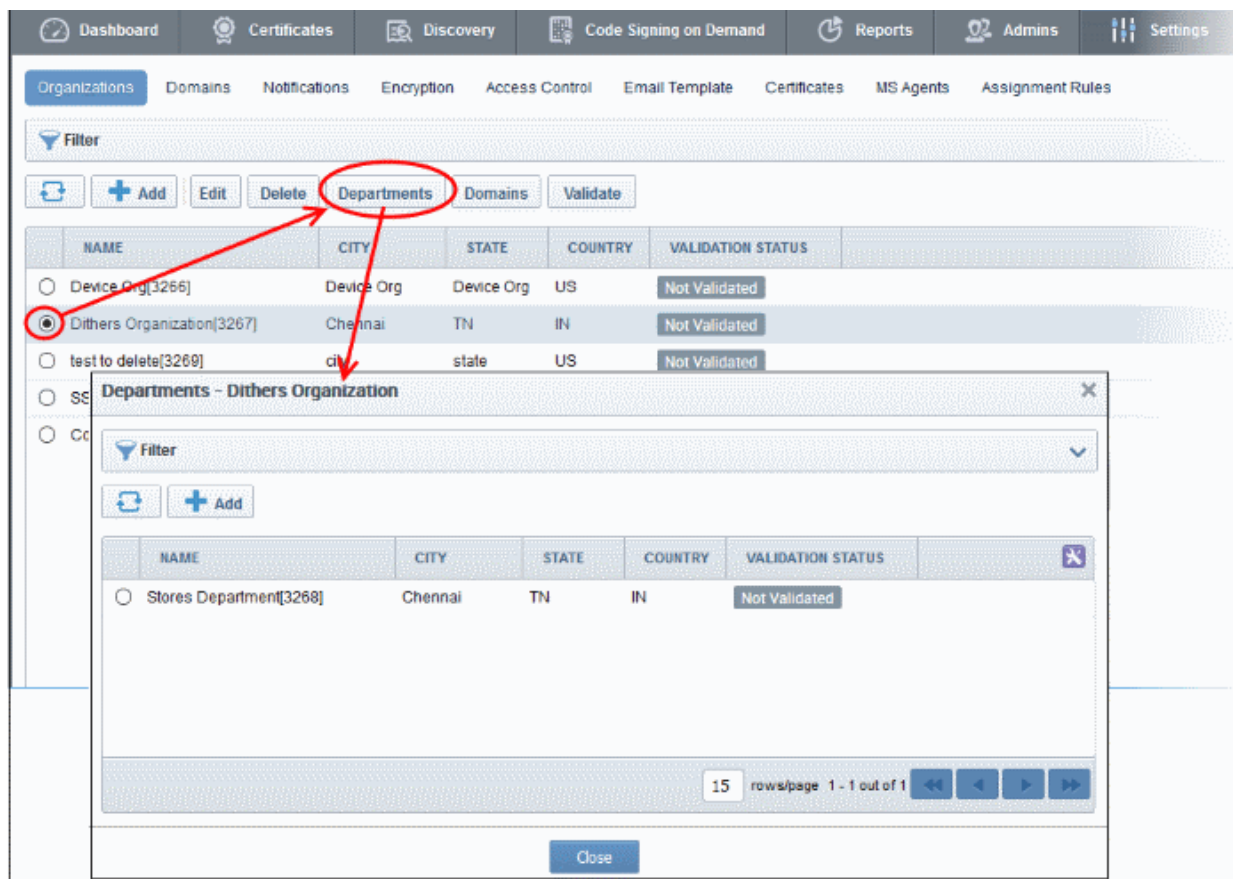 Dashboard Certificates Discovery Code Signing on Demand Reports Admins Settings
Organizations Domains Notifications Encryption Access Control Email Template Certificates MS Agents Assignment Rules
Filter
Add Edit Delete Departments Domains Validate
NAME CITY STATE COUNTRY VALIDATION STATUS
Device Org[3266] Device Org Device Org US Not Validated
Dithers Organization[3267] Chennai TN IN Not Validated
test to delete[3269] city state US Not Validated
SS
Co
Departments - Dithers Organization
Filter
Add
NAME CITY STATE COUNTRY VALIDATION STATUS
Stores Department[3268] Chennai TN IN Not Validated
15 rows/page 1 - 1 out of 1
Close